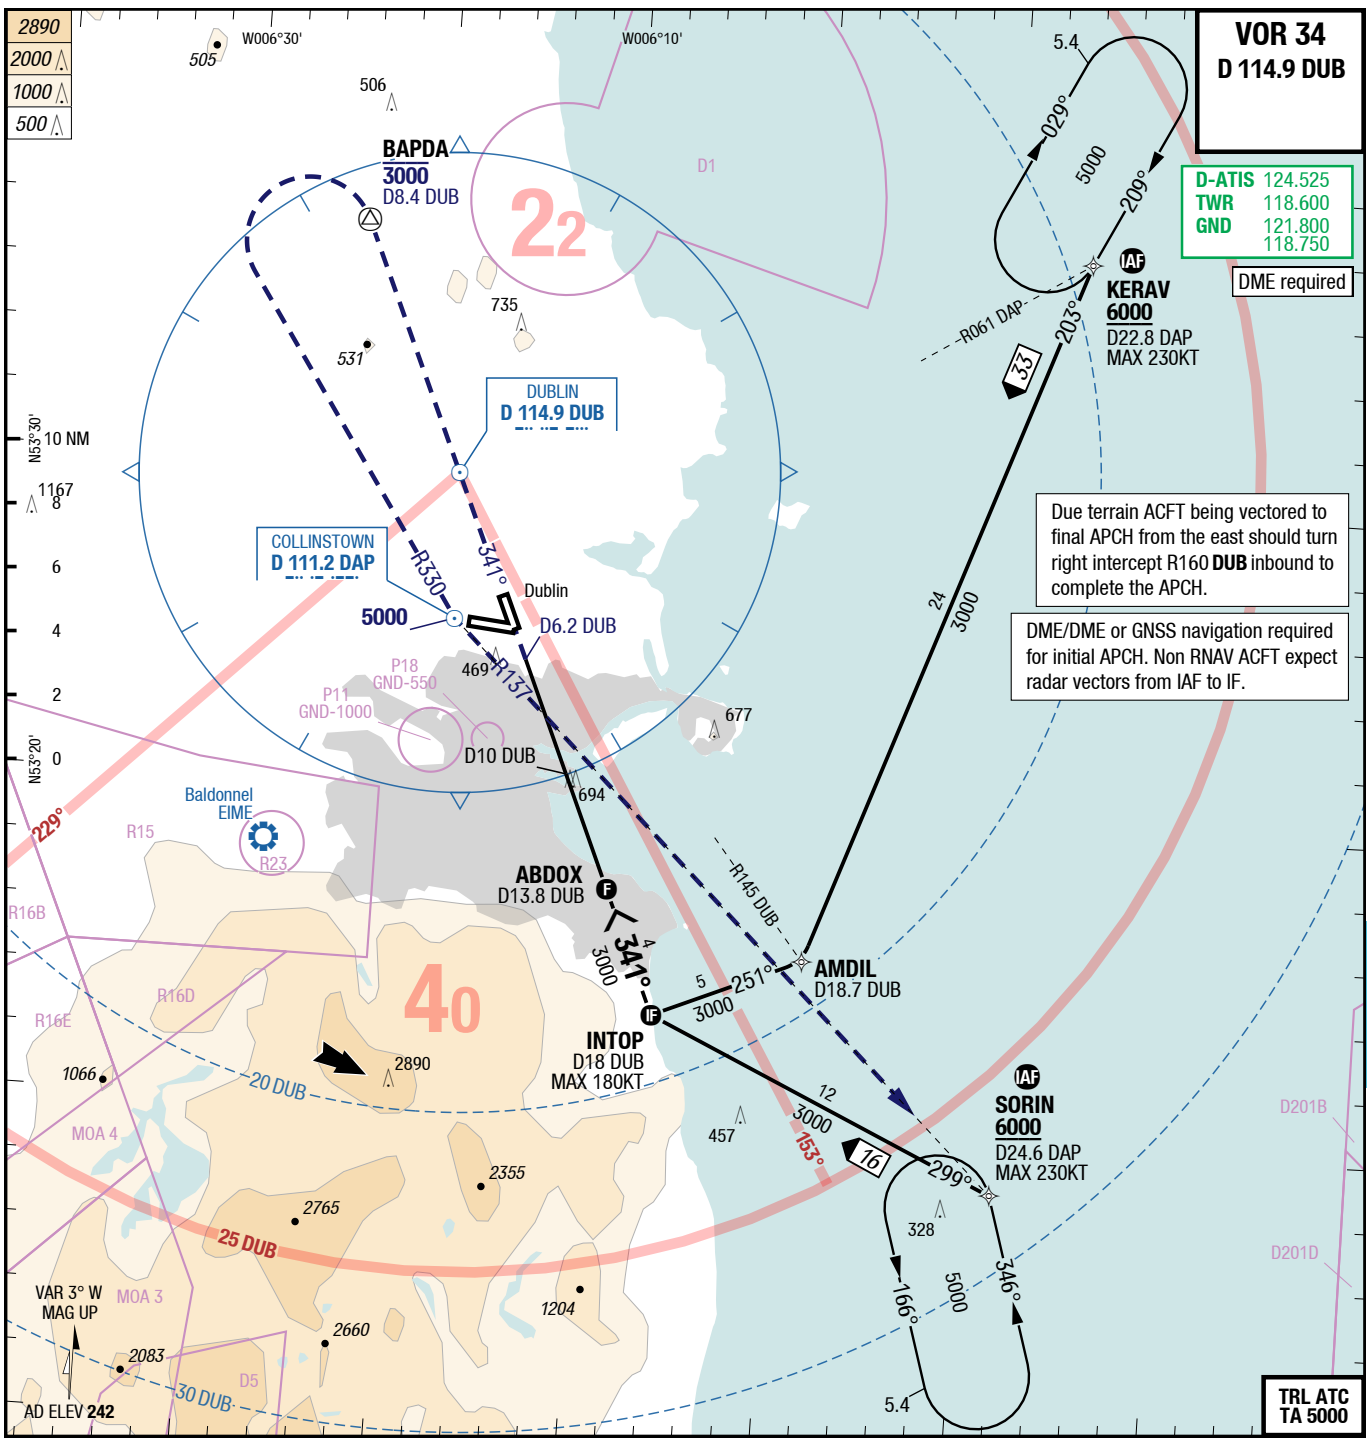 2890
2000
1000
500
W006°30'
W006°10'
505
506
BAPDA
3000
D8.4 DUB
22
D1
5.4
029°
5000
209°
VOR 34
D 114.9 DUB
D-ATIS 124.525
TWR 118.600
GND 121.800
118.750
DME required
IAF
KERAV
6000
D22.8 DAP
MAX 230KT
R061 DAP
203°
33
735
531
DUBLIN
D 114.9 DUB
N53°30'
10 NM
1167
8
6
4
2
0
N53°20'
COLLINSTOWN
D 111.2 DAP
R330
341°
5000
Dublin
D6.2 DUB
469
R137
P18
GND-550
P11
GND-1000
D10 DUB
677
694
24
3000
Due terrain ACFT being vectored to
final APCH from the east should turn
right intercept R160 DUB inbound to
complete the APCH.
DME/DME or GNSS navigation required
for initial APCH. Non RNAV ACFT expect
radar vectors from IAF to IF.
229°
Baldonnel
EIME
R15
R23
R16B
ABDOX
D13.8 DUB
F
R145 DUB
4
341°
3000
5
251°
3000
AMDIL
D18.7 DUB
R16D
R16E
40
IF
INTOP
D18 DUB
MAX 180KT
1066
2890
20 DUB
MOA 4
12
3000
457
153°
16
299°
IAF
SORIN
6000
D24.6 DAP
MAX 230KT
D201B
2355
2765
25 DUB
328
D201D
166°
5000
346°
VAR 3° W
MAG UP
MOA 3
1204
2660
2083
D5
30 DUB
5.4
AD ELEV 242
TRL ATC
TA 5000